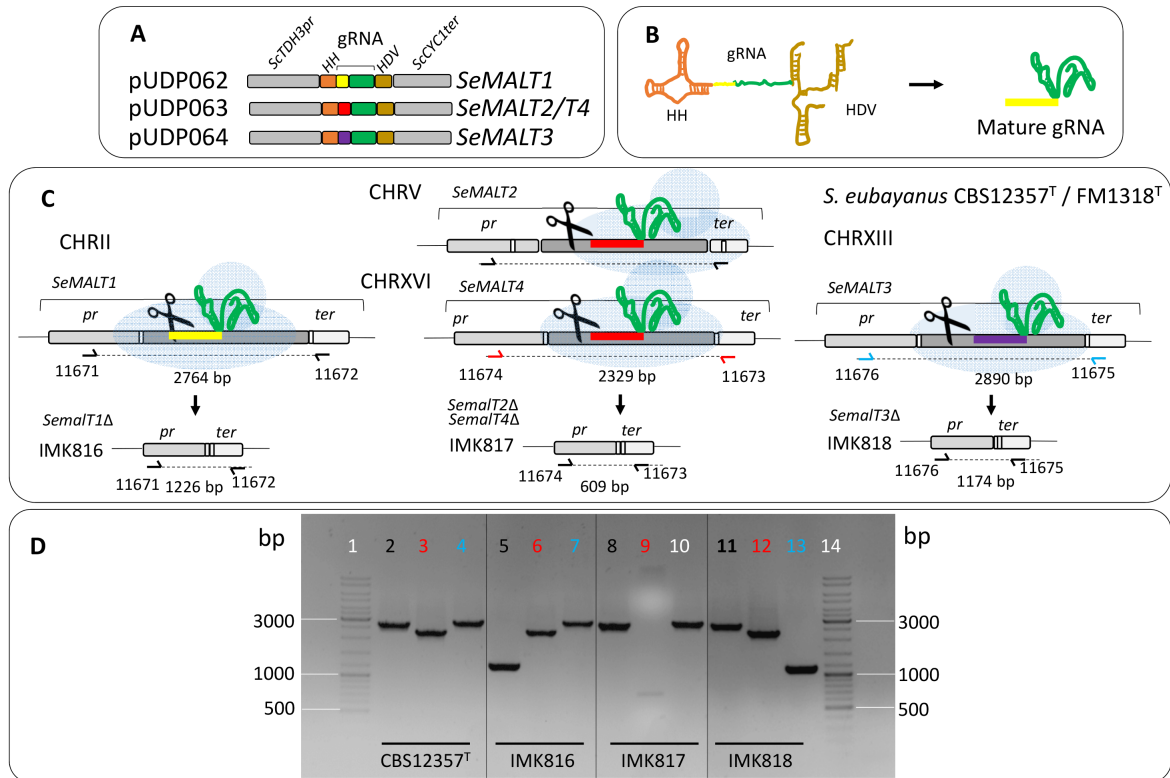 A
ScTDH3pr
HH
gRNA
HDV
ScCYC1ter
pUDP062
SeMALT1
pUDP063
SeMALT2/T4
pUDP064
SeMALT3
B
gRNA
HH
HDV
Mature gRNA
C
CHRII
SeMALT1
pr
ter
11671
11672
2764 bp
SemalT1Δ
IMK816
pr
ter
11671
11672
1226 bp
CHRV
SeMALT2
pr
ter
CHRXVI
SeMALT4
pr
ter
11674
11673
2329 bp
SemalT2Δ
SemalT4Δ
IMK817
pr
ter
11674
11673
609 bp
S. eubayanus CBS12357ᵀ / FM1318ᵀ
CHRXIII
SeMALT3
pr
ter
11676
11675
2890 bp
SemalT3Δ
IMK818
pr
ter
11676
11675
1174 bp
D
bp
bp
1 2 3 4 5 6 7 8 9 10 11 12 13 14
3000
3000
1000
1000
500
500
CBS12357ᵀ
IMK816
IMK817
IMK818